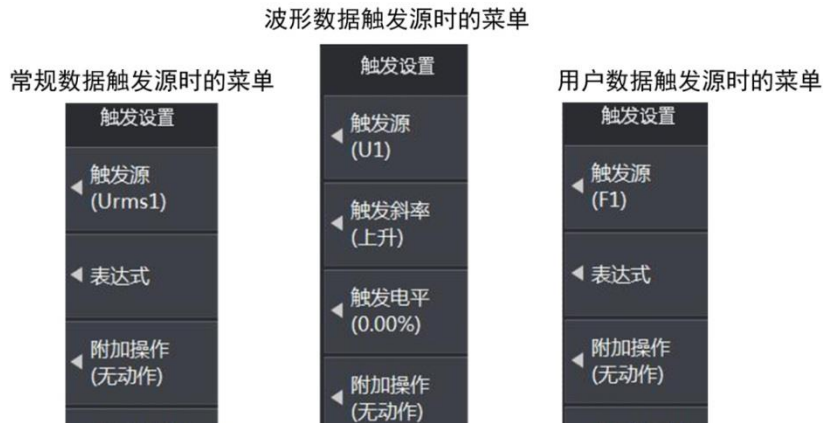 波形数据触发源时的菜单
触发设置
触发源
(U1)
触发斜率
(上升)
触发电平
(0.00%)
附加操作
(无动作)
常规数据触发源时的菜单
触发设置
触发源
(Urms1)
表达式
附加操作
(无动作)
用户数据触发源时的菜单
触发设置
触发源
(F1)
表达式
附加操作
(无动作)